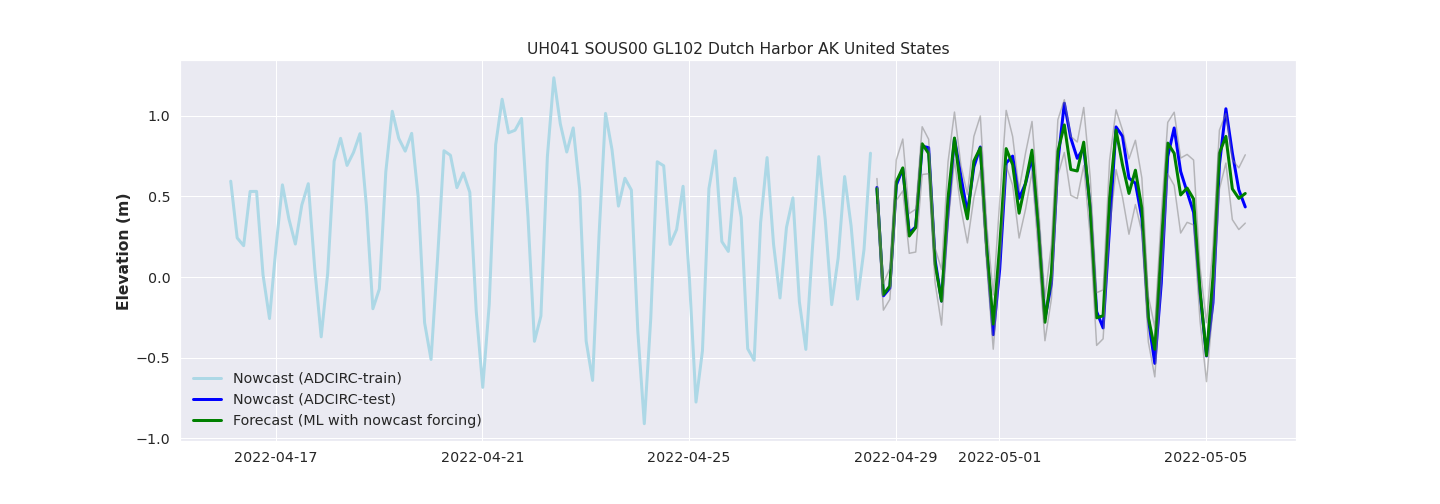 UH041 SOUS00 GL102 Dutch Harbor AK United States
Elevation (m)
1.0
0.5
0.0
−0.5
−1.0
Nowcast (ADCIRC-train)
Nowcast (ADCIRC-test)
Forecast (ML with nowcast forcing)
2022-04-17 2022-04-21 2022-04-25 2022-04-29 2022-05-01 2022-05-05